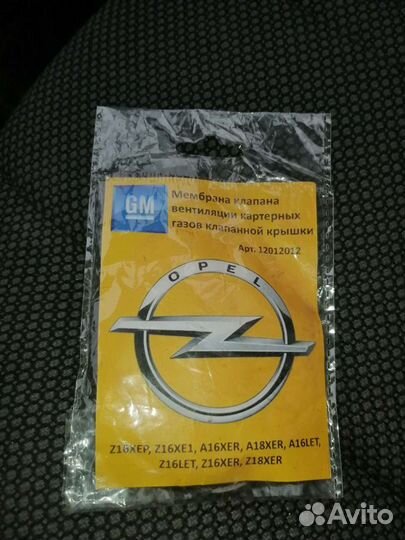 GM
Мембрана клапана
вентиляции картерных
газов клапанной крышки
Арт. 12012012
OPEL
Z16XEP, Z16XE1, A16XER, A18XER, A16LET,
Z16LET, Z16XER, Z18XER
Avito